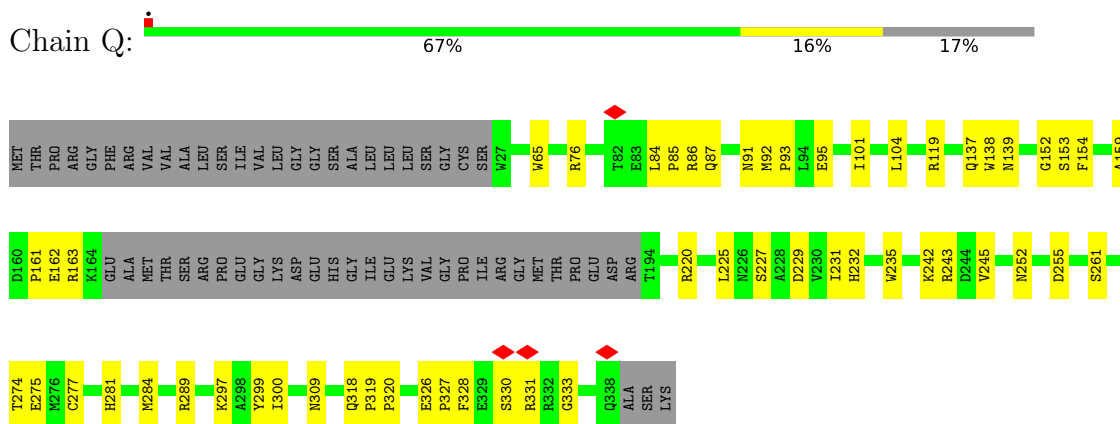 Chain Q:
67% 16% 17%
MET THR PRO ARG GLY PHE ARG VAL VAL ALA LEU SER ILE VAL LEU GLY GLY SER ALA LEU LEU LEU SER GLY CYS SER W27 W65 R76 T82 E83 L84 P85 R86 Q87 N91 M92 P93 L94 E95 I101 L104 R119 Q137 W138 N139 G152 S153 F154 A159
D160 P161 E162 R163 K164 GLU ALA MET THR SER ARG PRO GLU GLY LYS ASP GLU HIS GLY ILE GLU LYS VAL GLY PRO ILE ARG GLY MET THR PRO GLU ASP ARG T194 R220 L225 N226 S227 A228 D229 V230 I231 H232 W235 K242 R243 D244 V245 N252 D255 S261
T274 E275 M276 C277 H281 M284 R289 K297 A298 Y299 I300 N309 Q318 P319 P320 E326 P327 F328 E329 S330 R331 R332 G333 Q338 ALA SER LYS